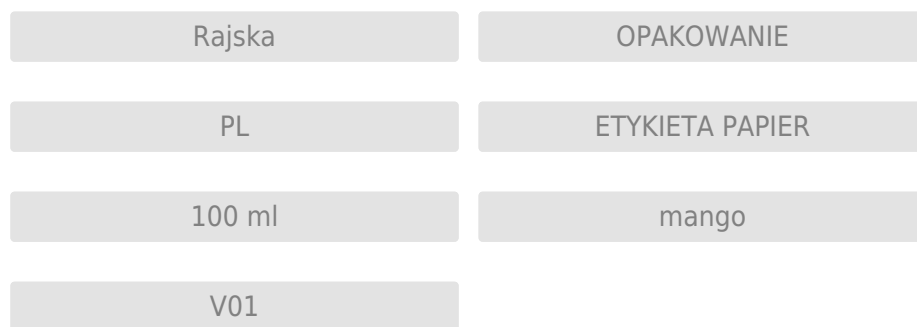 Rajska
OPAKOWANIE
PL
ETYKIETA PAPIER
100 ml
mango
V01